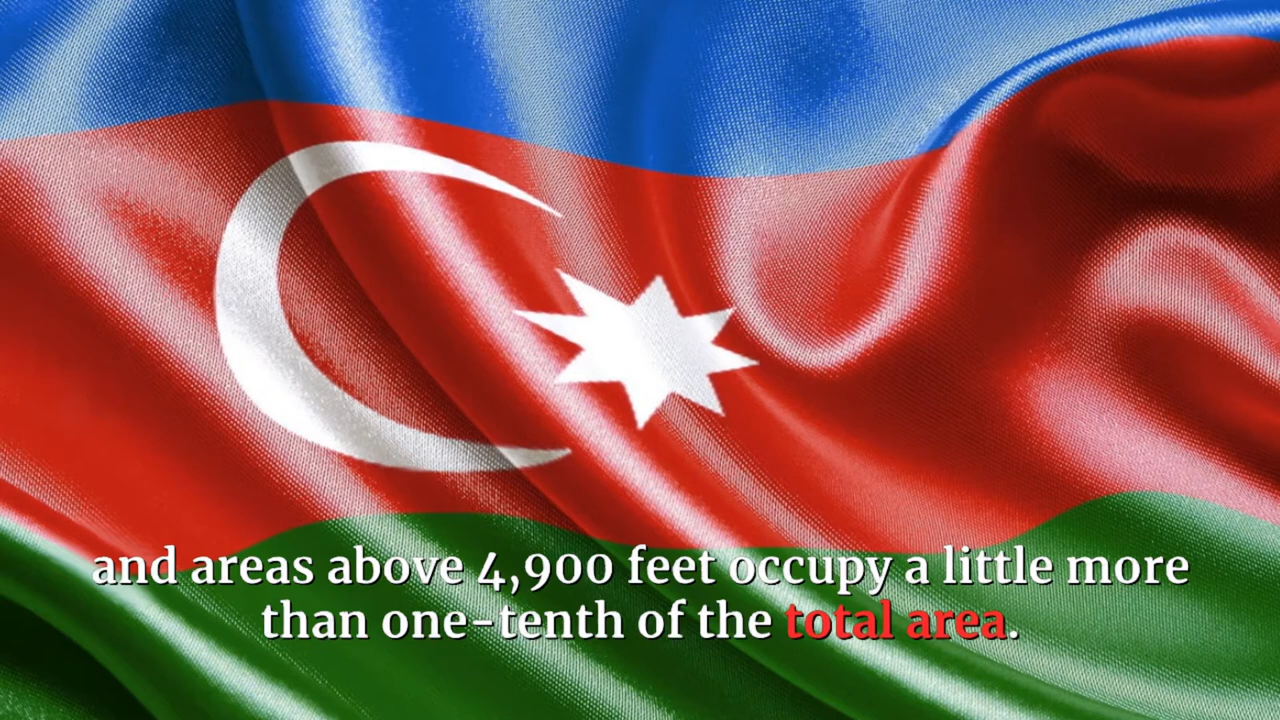 and areas above 4,900 feet occupy a little more
than one-tenth of the total area.